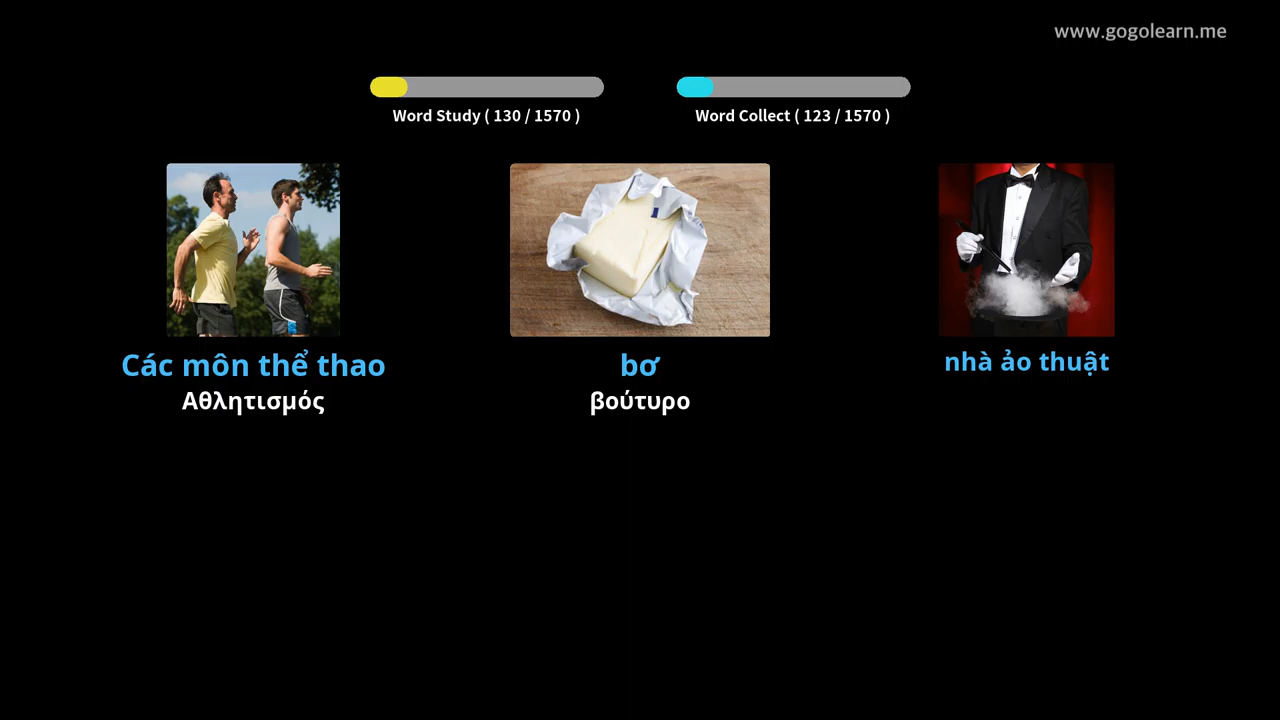 www.gogolearn.me
Word Study ( 130 / 1570 )
Word Collect ( 123 / 1570 )
Các môn thể thao
Αθλητισμός
bơ
βούτυρο
nhà ảo thuật